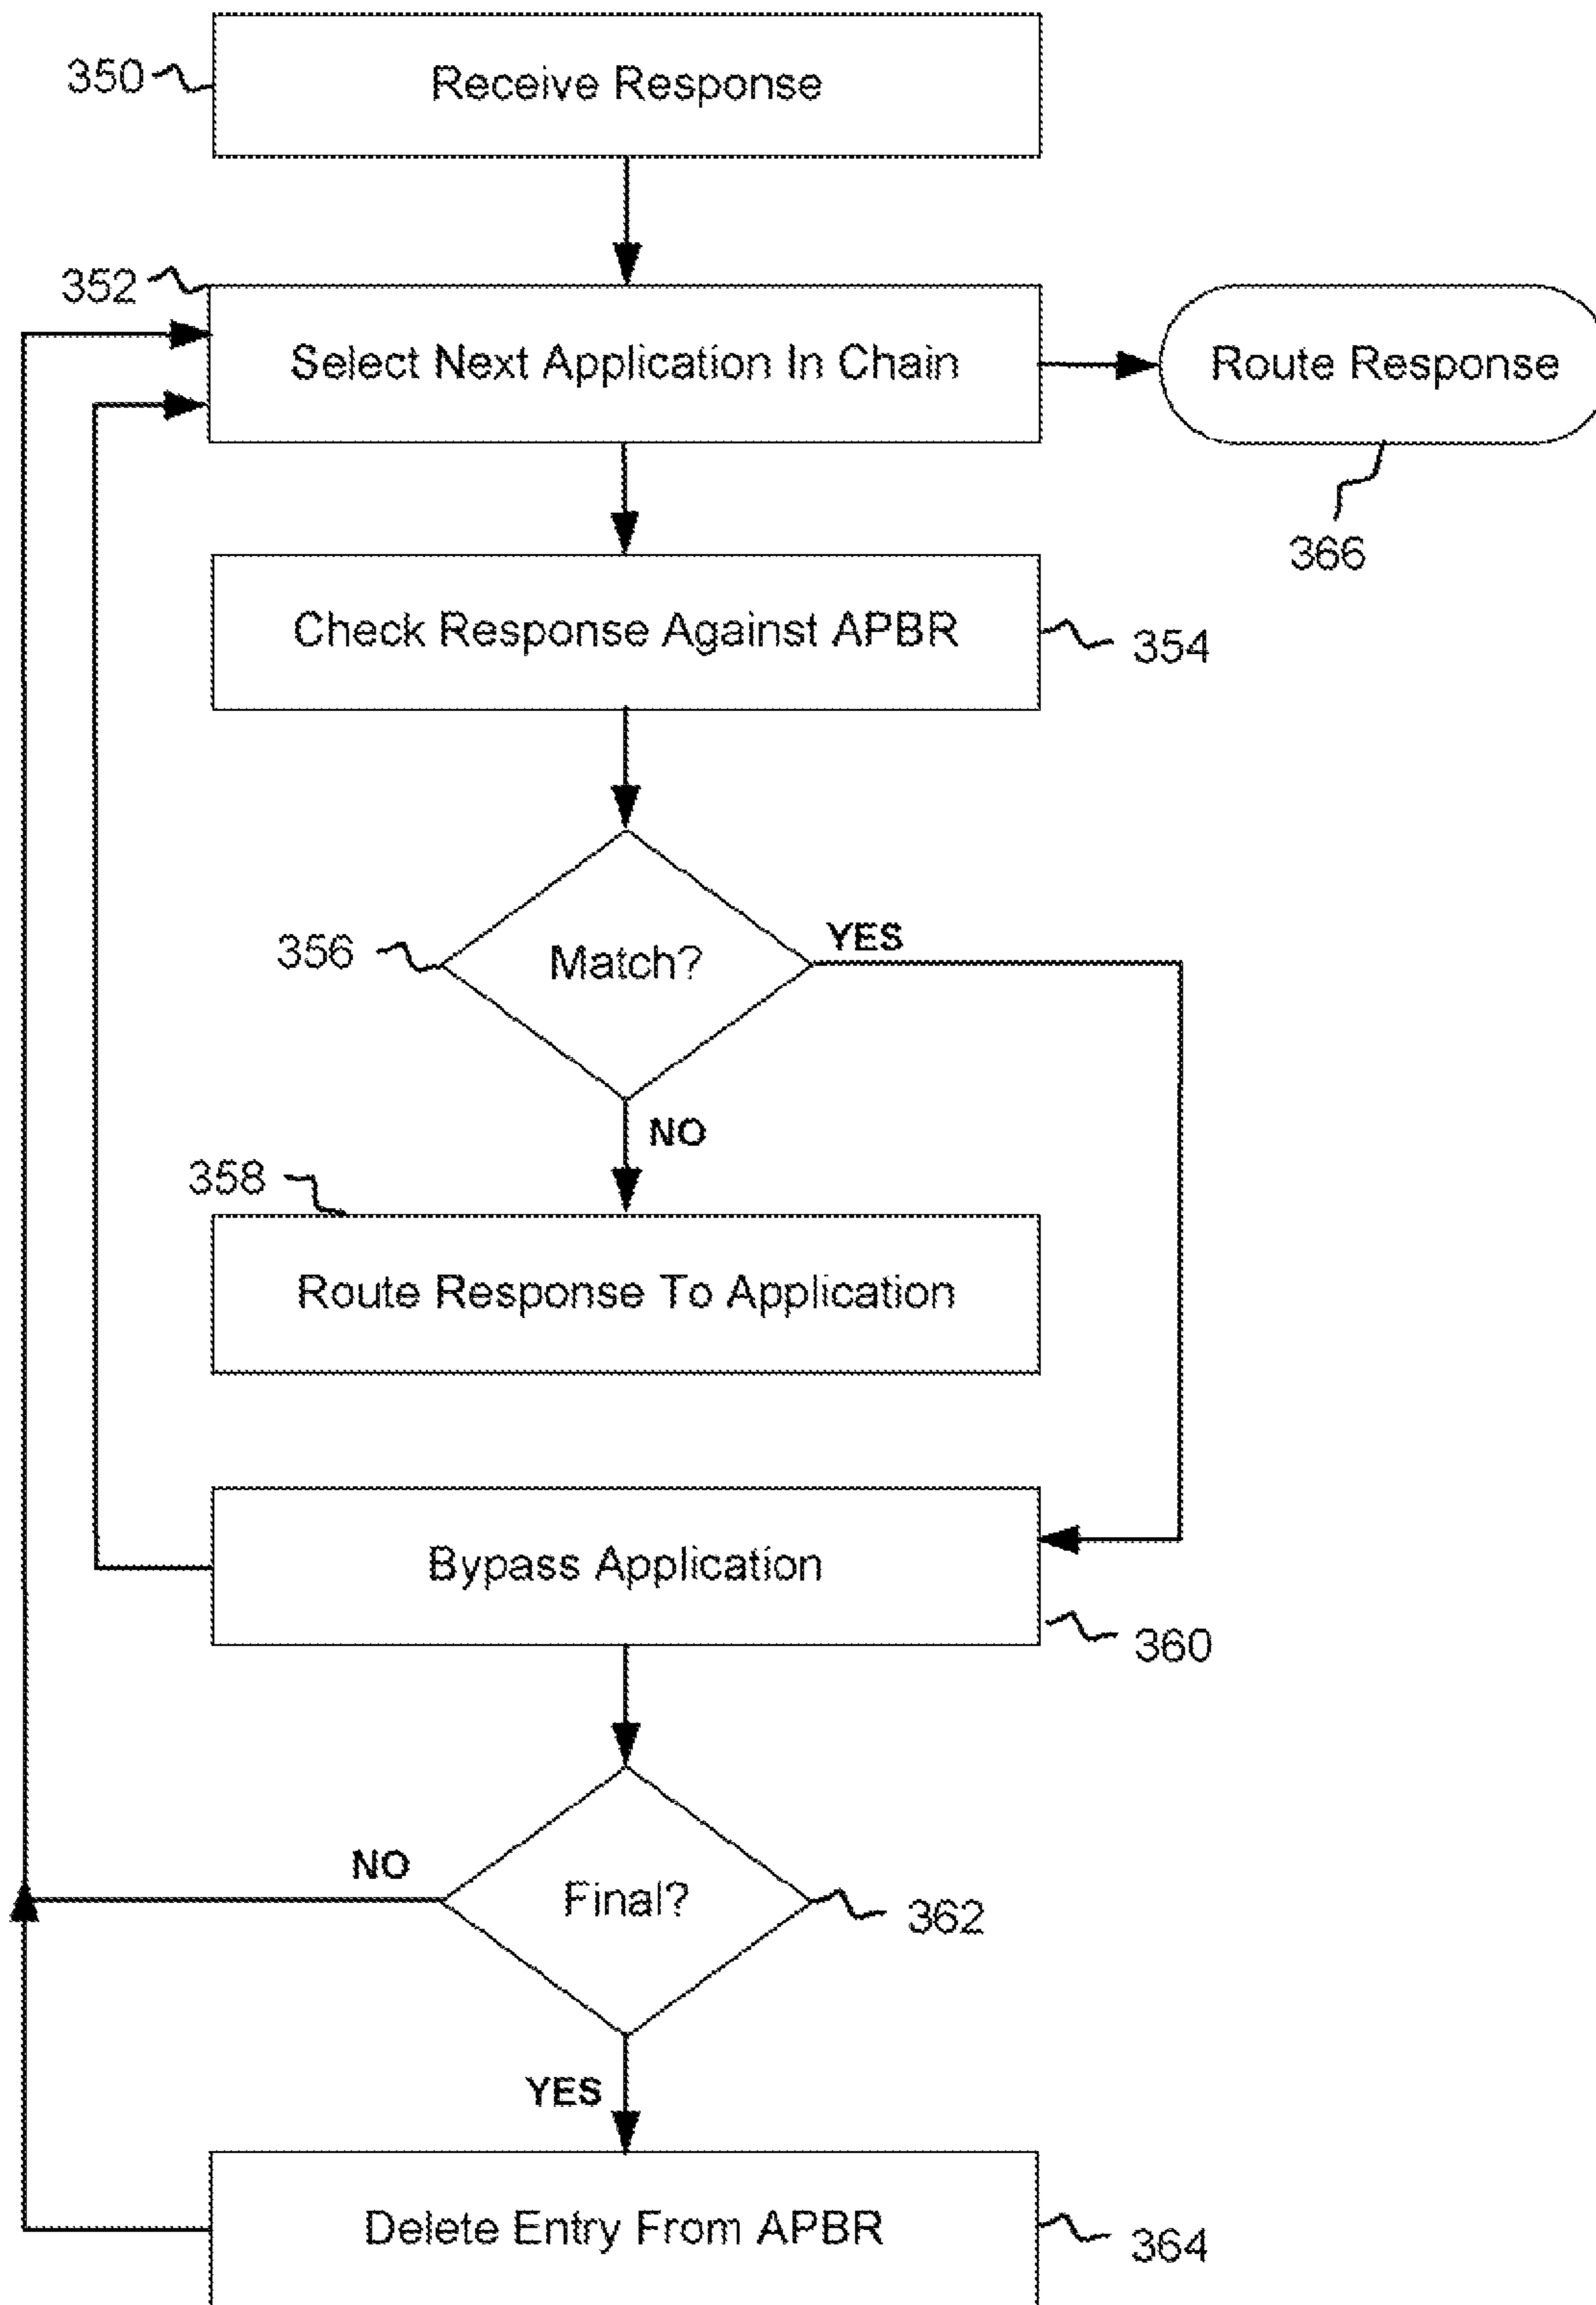 350
Receive Response
352
Select Next Application In Chain
Route Response
366
Check Response Against APBR
354
356
Match?
YES
NO
358
Route Response To Application
Bypass Application
360
NO
Final?
362
YES
Delete Entry From APBR
364